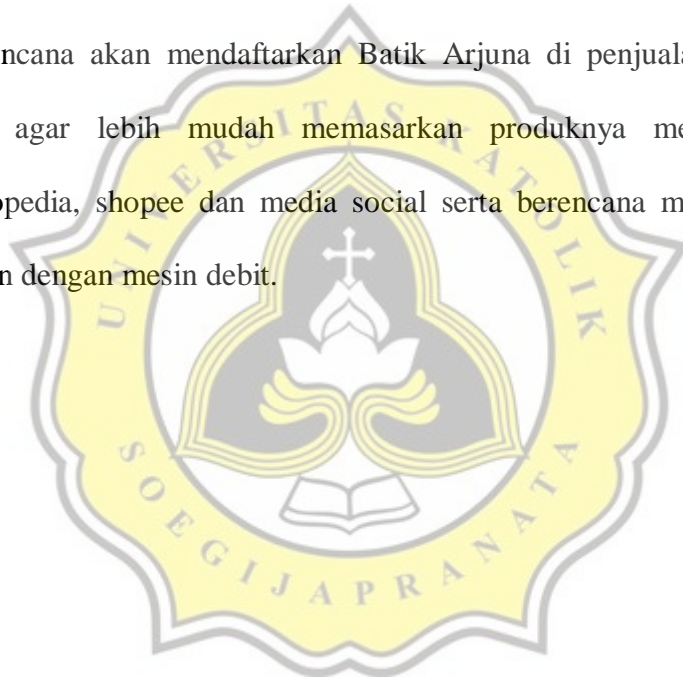 ncana akan mendaftarkan Batik Arjuna di penjuala
agar lebih mudah memasarkan produknya me
opedia, shopee dan media social serta berencana m
n dengan mesin debit.
UNIVERSITAS KATOLIK
SOEGIJAPRANATA